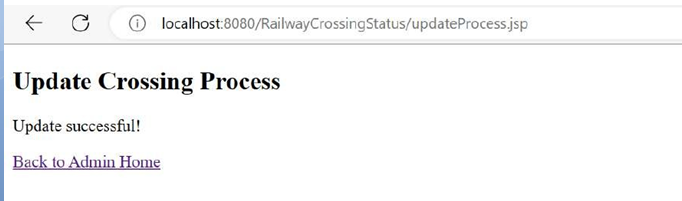 localhost:8080/RailwayCrossingStatus/updateProcess.jsp
Update Crossing Process
Update successful!
Back to Admin Home